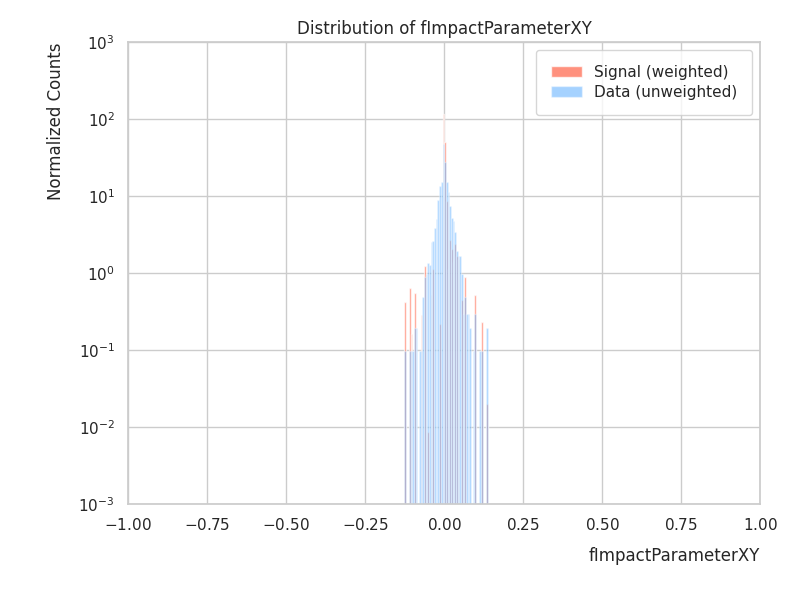 Distribution of fImpactParameterXY
Normalized Counts
10³
10²
10¹
10⁰
10⁻¹
10⁻²
10⁻³
Signal (weighted)
Data (unweighted)
−1.00 −0.75 −0.50 −0.25 0.00 0.25 0.50 0.75 1.00
fImpactParameterXY